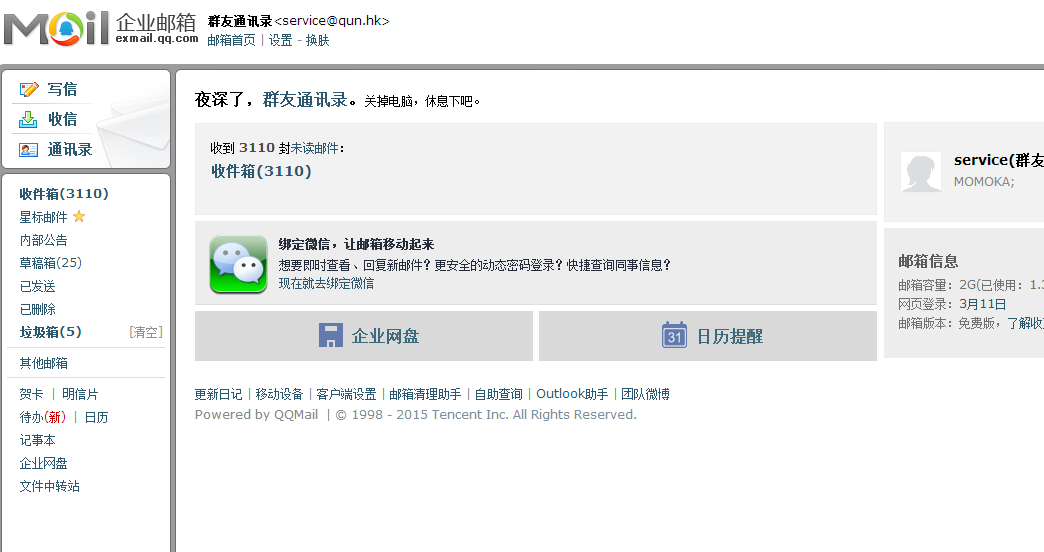 Mail 企业邮箱 exmail.qq.com
群友通讯录<service@qun.hk>
邮箱首页 | 设置 - 换肤
写信
收信
通讯录
收件箱(3110)
星标邮件
内部公告
草稿箱(25)
已发送
已删除
垃圾箱(5) [清空]
其他邮箱
贺卡 | 明信片
待办(新) | 日历
记事本
企业网盘
文件中转站
夜深了，群友通讯录。关掉电脑，休息下吧。
收到 3110 封未读邮件：
收件箱(3110)
绑定微信，让邮箱移动起来
想要即时查看、回复新邮件？更安全的动态密码登录？快捷查询同事信息？
现在就去绑定微信
企业网盘
31 日历提醒
service(群友
MOMOKA;
邮箱信息
邮箱容量：2G(已使用：1.
网页登录：3月11日
邮箱版本：免费版，了解收
更新日记 | 移动设备 | 客户端设置 | 邮箱清理助手 | 自助查询 | Outlook助手 | 团队微博
Powered by QQMail | © 1998 - 2015 Tencent Inc. All Rights Reserved.